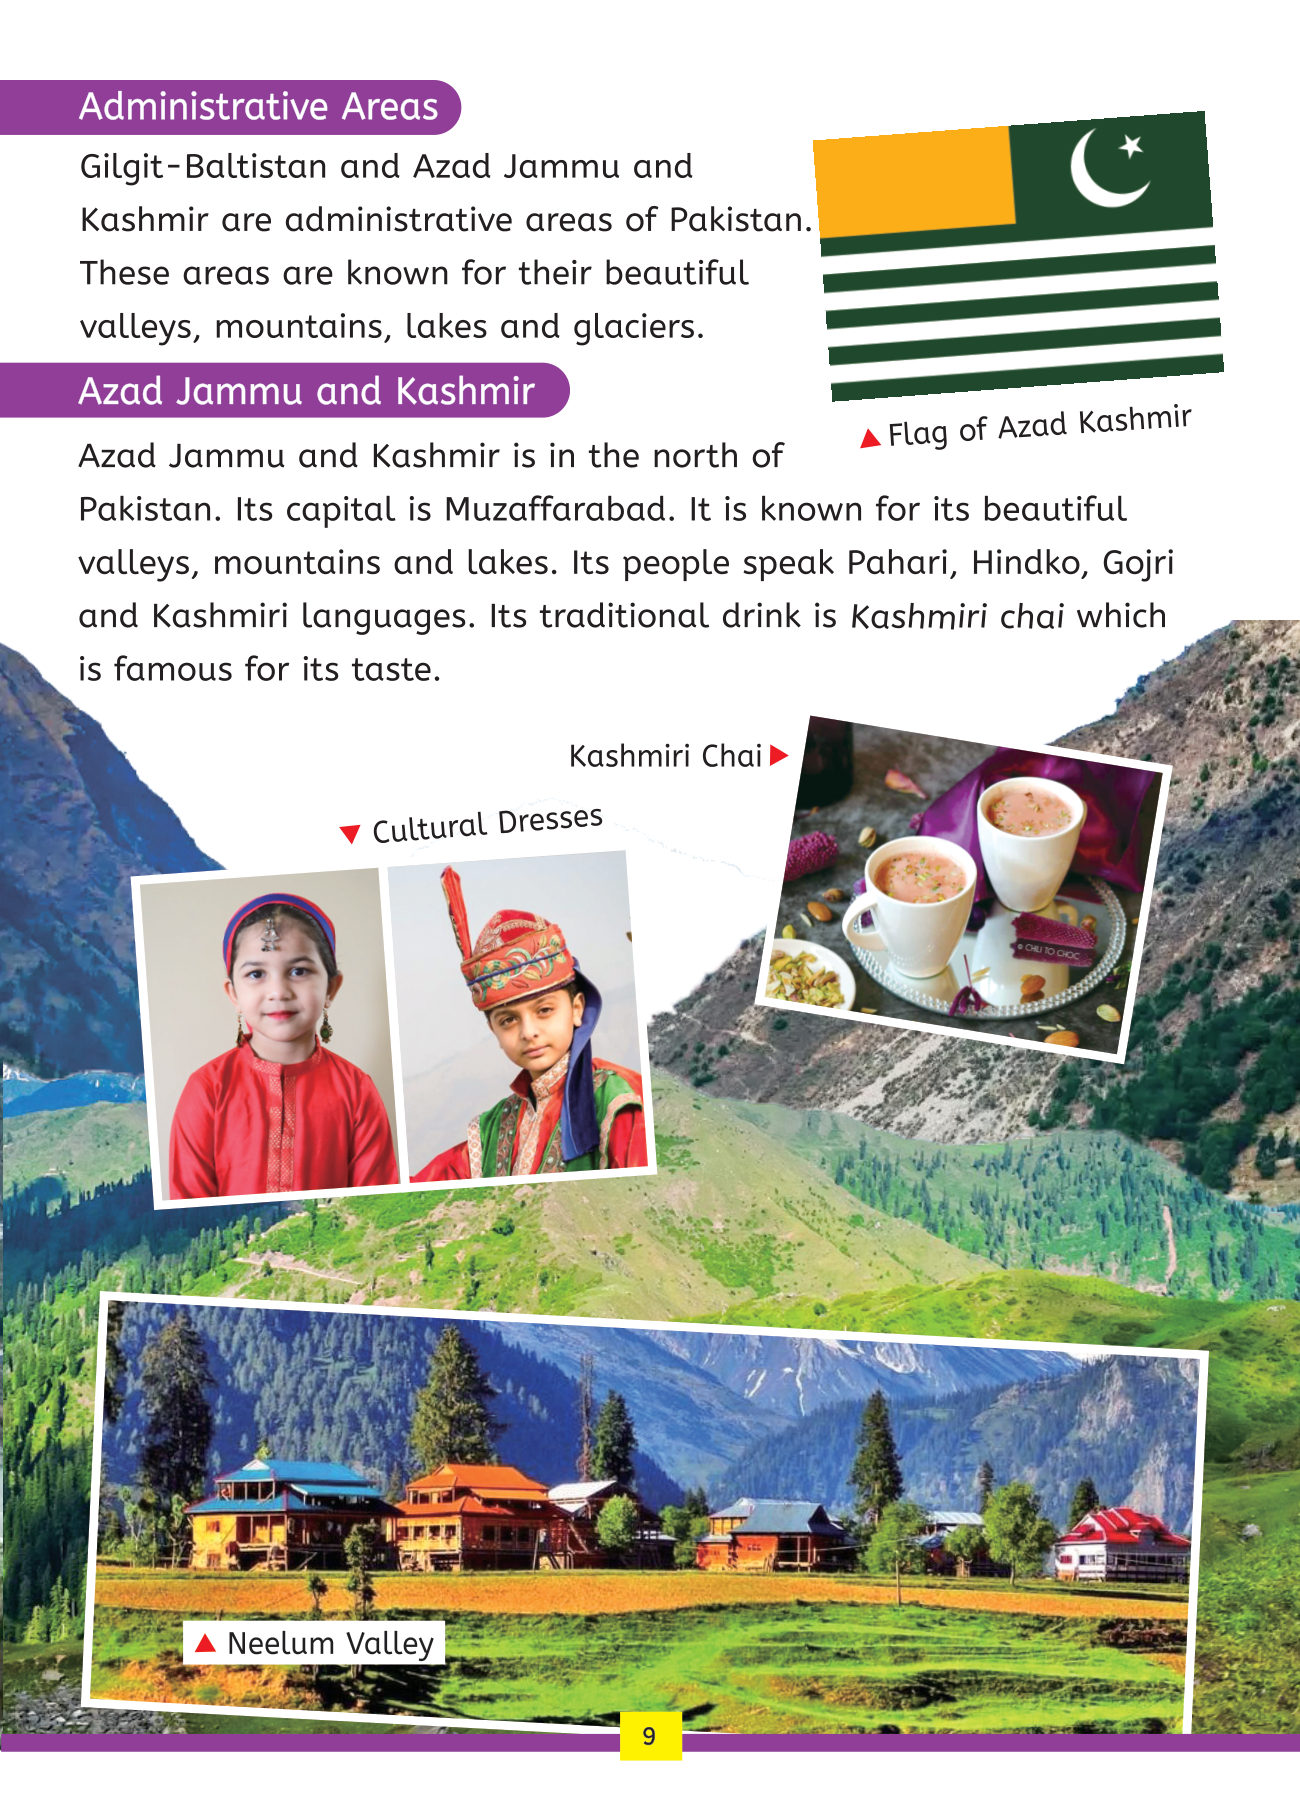 Administrative Areas
Gilgit-Baltistan and Azad Jammu and
Kashmir are administrative areas of Pakistan.
These areas are known for their beautiful
valleys, mountains, lakes and glaciers.
Flag of Azad Kashmir
Azad Jammu and Kashmir
Azad Jammu and Kashmir is in the north of
Pakistan. Its capital is Muzaffarabad. It is known for its beautiful
valleys, mountains and lakes. Its people speak Pahari, Hindko, Gojri
and Kashmiri languages. Its traditional drink is Kashmiri chai which
is famous for its taste.
Kashmiri Chai
Cultural Dresses
CHILI TO CHOC
Neelum Valley
9